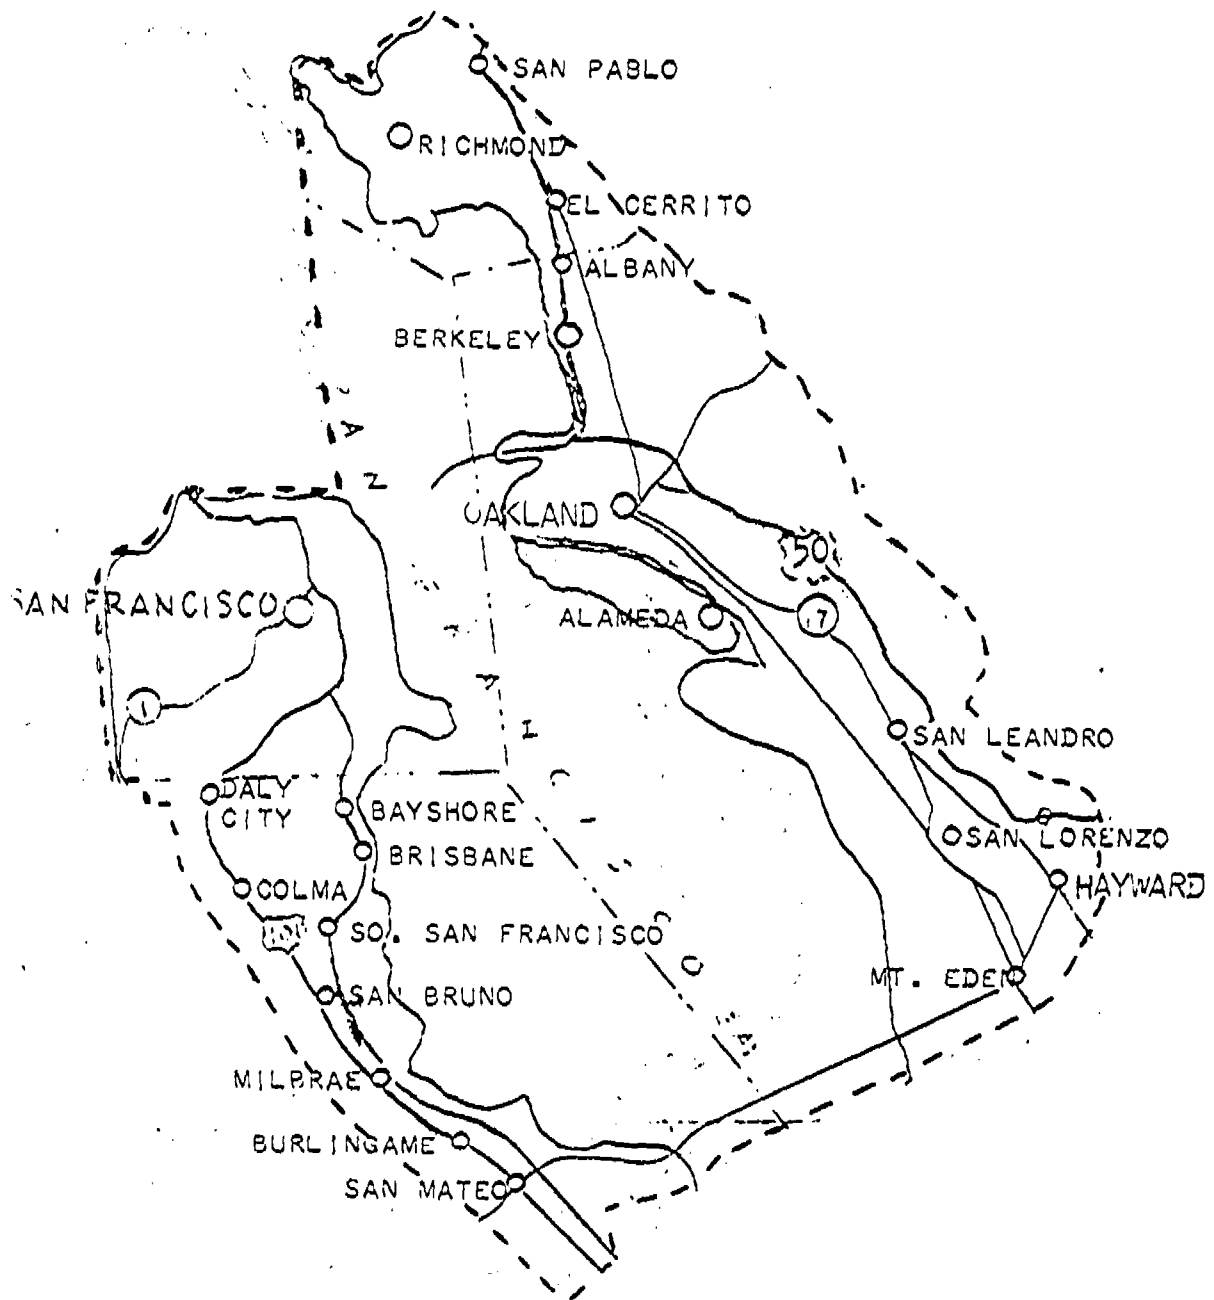 SAN PABLO
RICHMOND
EL CERRITO
ALBANY
BERKELEY
OAKLAND
50
SAN FRANCISCO
ALAMEDA
17
1
SAN LEANDRO
DALY
CITY
BAYSHORE
SAN LORENZO
BRISBANE
COLMA
HAYWARD
101
SO. SAN FRANCISCO
MT. EDEN
SAN BRUNO
MILBRAE
BURLINGAME
SAN MATEO